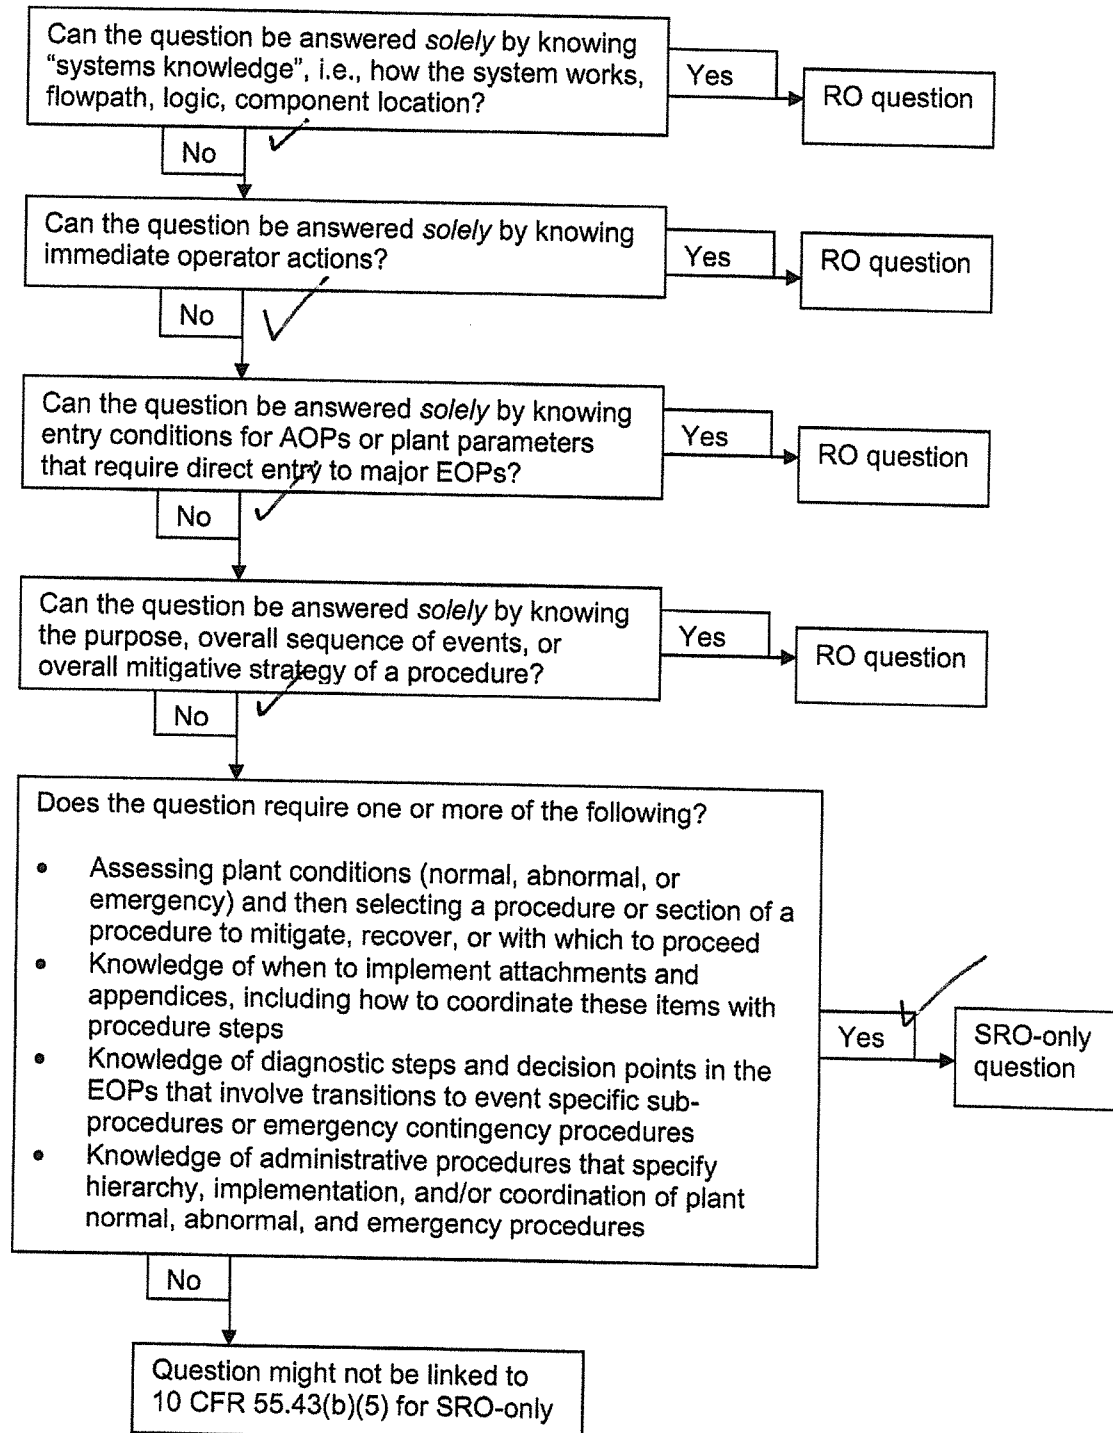 Can the question be answered solely by knowing
"systems knowledge", i.e., how the system works,
flowpath, logic, component location?
Yes
RO question
No
Can the question be answered solely by knowing
immediate operator actions?
Yes
RO question
No
Can the question be answered solely by knowing
entry conditions for AOPs or plant parameters
that require direct entry to major EOPs?
Yes
RO question
No
Can the question be answered solely by knowing
the purpose, overall sequence of events, or
overall mitigative strategy of a procedure?
Yes
RO question
No
Does the question require one or more of the following?
• Assessing plant conditions (normal, abnormal, or
emergency) and then selecting a procedure or section of a
procedure to mitigate, recover, or with which to proceed
• Knowledge of when to implement attachments and
appendices, including how to coordinate these items with
procedure steps
• Knowledge of diagnostic steps and decision points in the
EOPs that involve transitions to event specific sub-
procedures or emergency contingency procedures
• Knowledge of administrative procedures that specify
hierarchy, implementation, and/or coordination of plant
normal, abnormal, and emergency procedures
Yes
SRO-only
question
No
Question might not be linked to
10 CFR 55.43(b)(5) for SRO-only